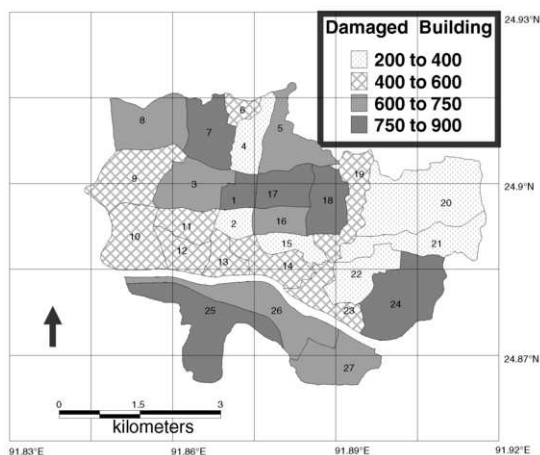 24.93°N
Damaged Building
200 to 400
400 to 600
600 to 750
750 to 900
6
8
7
5
4
24.9°N
9
3
19
1
17
18
20
2
16
11
10
15
21
12
13
14
22
25
26
23
24
24.87°N
27
0
1.5
3
kilometers
91.83°E
91.86°E
91.89°E
91.92°E